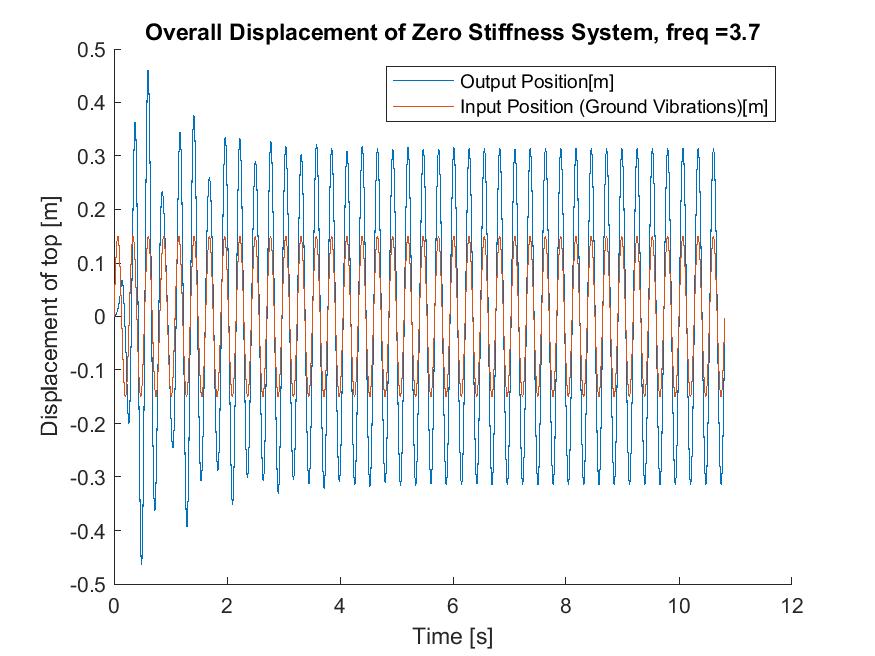 Overall Displacement of Zero Stiffness System, freq =3.7
Output Position[m]
Input Position (Ground Vibrations)[m]
Displacement of top [m]
0.5
0.4
0.3
0.2
0.1
0
-0.1
-0.2
-0.3
-0.4
-0.5
0 2 4 6 8 10 12
Time [s]